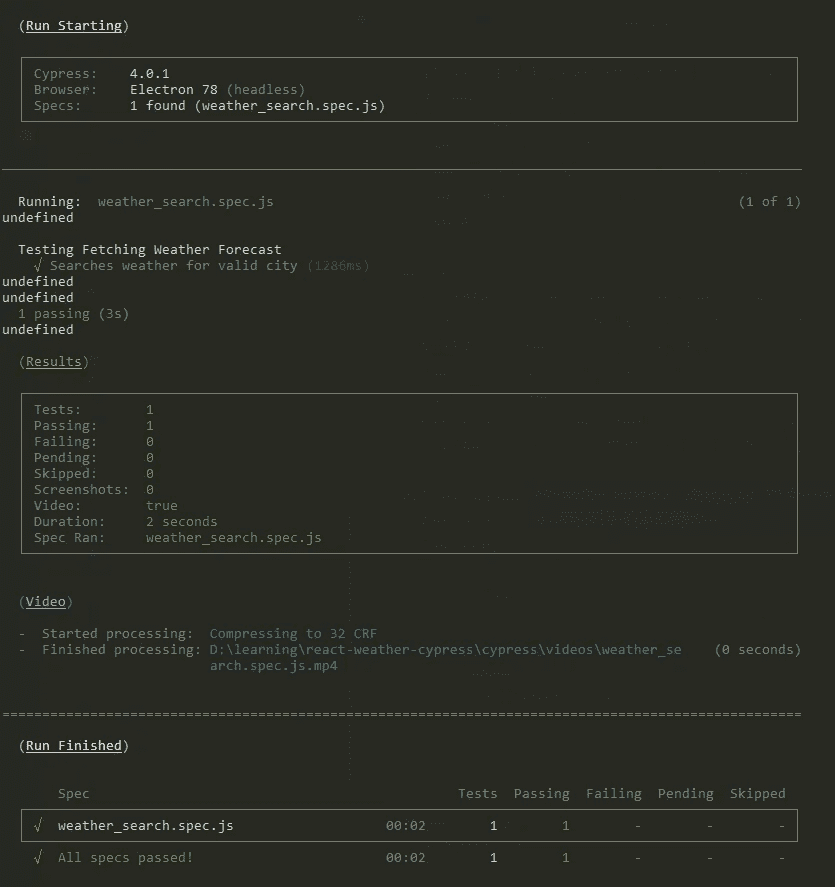 (Run Starting)
Cypress: 4.0.1
Browser: Electron 78 (headless)
Specs: 1 found (weather_search.spec.js)
Running: weather_search.spec.js (1 of 1)
undefined
Testing Fetching Weather Forecast
√ Searches weather for valid city (1286ms)
undefined
undefined
1 passing (3s)
undefined
(Results)
Tests: 1
Passing: 1
Failing: 0
Pending: 0
Skipped: 0
Screenshots: 0
Video: true
Duration: 2 seconds
Spec Ran: weather_search.spec.js
(Video)
- Started processing: Compressing to 32 CRF
- Finished processing: D:\learning\react-weather-cypress\cypress\videos\weather_se (0 seconds)
arch.spec.js.mp4
====================================================================================================
(Run Finished)
Spec Tests Passing Failing Pending Skipped
√ weather_search.spec.js 00:02 1 1 - - -
√ All specs passed! 00:02 1 1 - - -